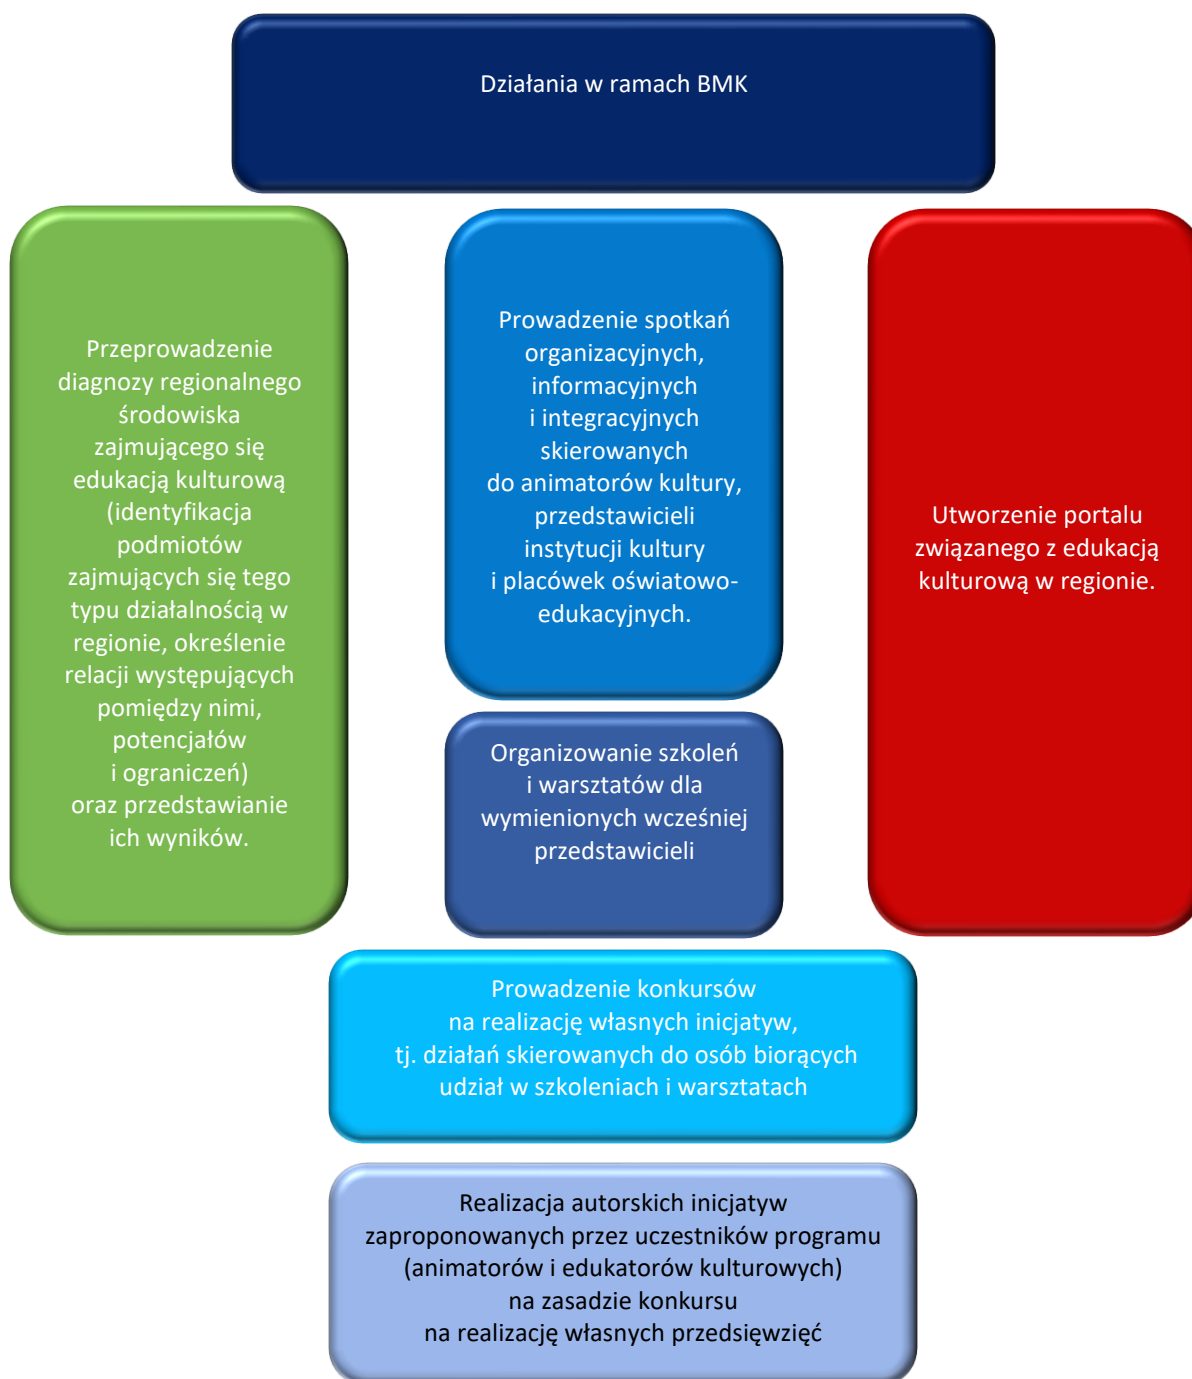 Działania w ramach BMK
Przeprowadzenie
diagnozy regionalnego
środowiska
zajmującego się
edukacją kulturową
(identyfikacja
podmiotów
zajmujących się tego
typu działalnością w
regionie, określenie
relacji występujących
pomiędzy nimi,
potencjałów
i ograniczeń)
oraz przedstawianie
ich wyników.
Prowadzenie spotkań
organizacyjnych,
informacyjnych
i integracyjnych
skierowanych
do animatorów kultury,
przedstawicieli
instytucji kultury
i placówek oświatowo-
edukacyjnych.
Utworzenie portalu
związanego z edukacją
kulturową w regionie.
Organizowanie szkoleń
i warsztatów dla
wymienionych wcześniej
przedstawicieli
Prowadzenie konkursów
na realizację własnych inicjatyw,
tj. działań skierowanych do osób biorących
udział w szkoleniach i warsztatach
Realizacja autorskich inicjatyw
zaproponowanych przez uczestników programu
(animatorów i edukatorów kulturowych)
na zasadzie konkursu
na realizację własnych przedsięwzięć